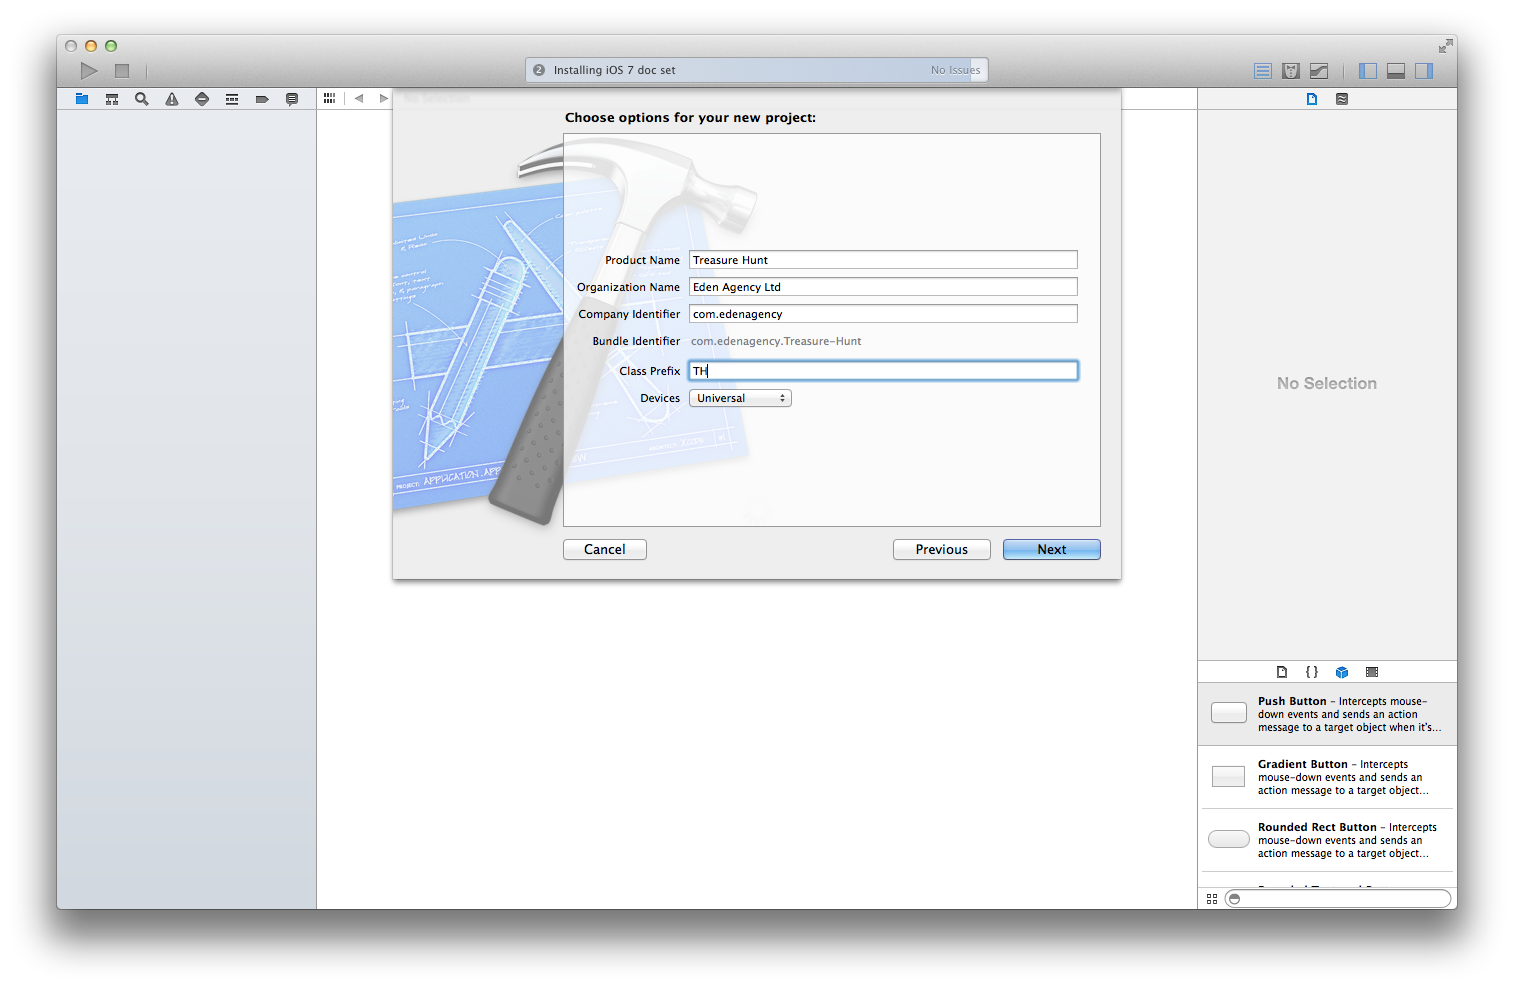 2 Installing iOS 7 doc set No Issues
No Selection
Choose options for your new project:
Product Name Treasure Hunt
Organization Name Eden Agency Ltd
Company Identifier com.edenagency
Bundle Identifier com.edenagency.Treasure-Hunt
Class Prefix TH
Devices Universal
PROJECT: APPLICATION.APP
Cancel Previous Next
No Selection
{ }
Push Button - Intercepts mouse-
down events and sends an action
message to a target object when it's...
Gradient Button - Intercepts
mouse-down events and sends an
action message to a target object...
Rounded Rect Button - Intercepts
mouse-down events and sends an
action message to a target object...